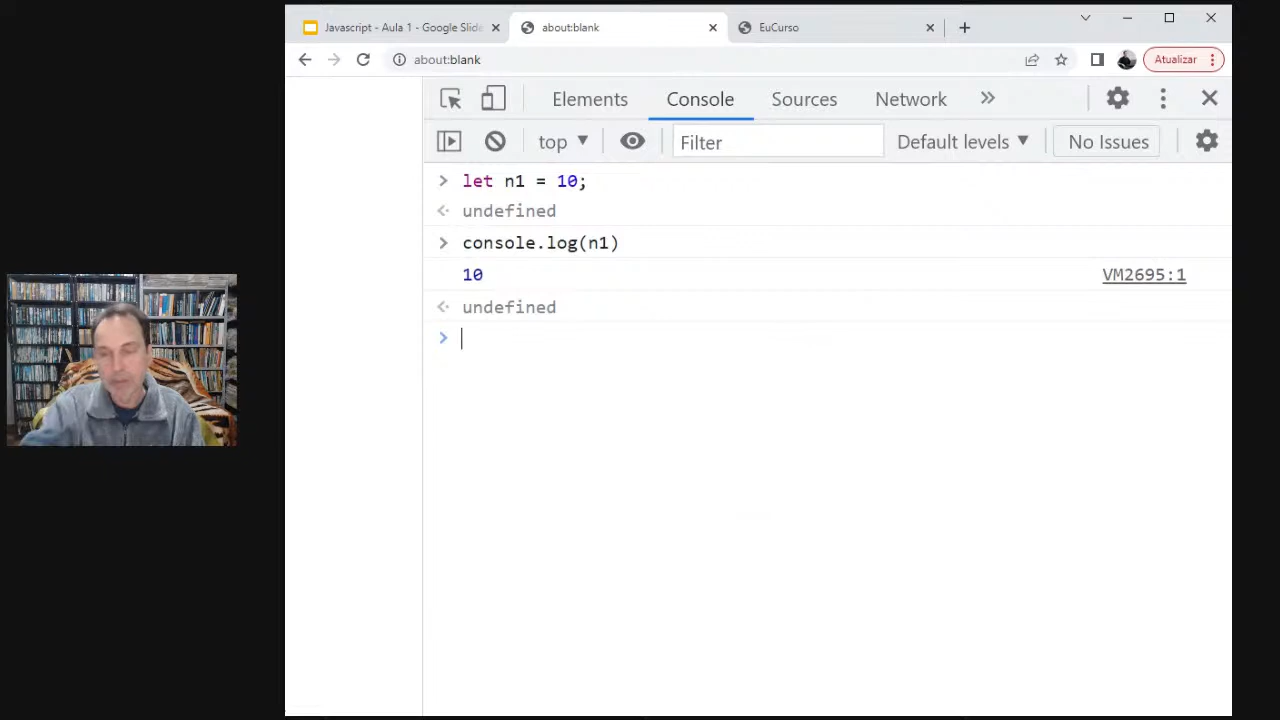 Javascript - Aula 1 - Google Slide
about:blank
EuCurso
about:blank
Atualizar
Elements
Console
Sources
Network
top
Filter
Default levels
No Issues
let n1 = 10;
undefined
console.log(n1)
10
VM2695:1
undefined